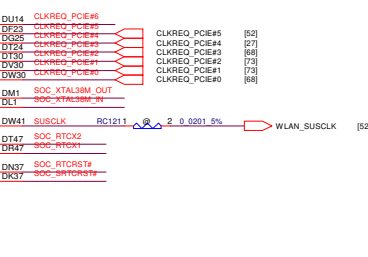 DU14 CLKREQ_PCIE#6
DF23 CLKREQ_PCIE#5 CLKREQ_PCIE#5 [52]
DG25 CLKREQ_PCIE#4 CLKREQ_PCIE#4 [27]
DT24 CLKREQ_PCIE#3 CLKREQ_PCIE#3 [68]
DT30 CLKREQ_PCIE#2 CLKREQ_PCIE#2 [73]
DV30 CLKREQ_PCIE#1 CLKREQ_PCIE#1 [73]
DW30 CLKREQ_PCIE#0 CLKREQ_PCIE#0 [68]
DM1 SOC_XTAL38M_OUT
DL1 SOC_XTAL38M_IN
DW41 SUSCLK RC1211 1 @ 2 0_0201_5% WLAN_SUSCLK [52
DT47 SOC_RTCX2
DR47 SOC_RTCX1
DN37 SOC_RTCRST#
DK37 SOC_SRTCRST#